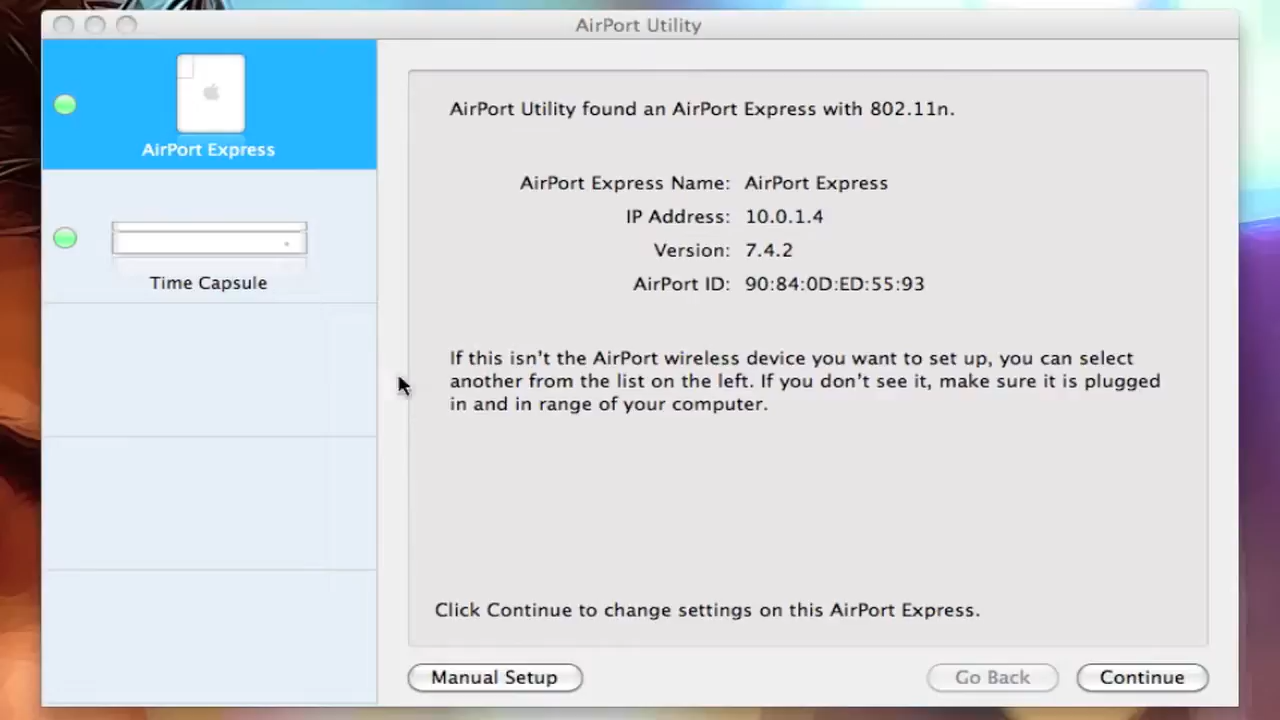 AirPort Utility
AirPort Express
Time Capsule
AirPort Utility found an AirPort Express with 802.11n.
AirPort Express Name: AirPort Express
IP Address: 10.0.1.4
Version: 7.4.2
AirPort ID: 90:84:0D:ED:55:93
If this isn't the AirPort wireless device you want to set up, you can select
another from the list on the left. If you don't see it, make sure it is plugged
in and in range of your computer.
Click Continue to change settings on this AirPort Express.
Manual Setup
Go Back
Continue